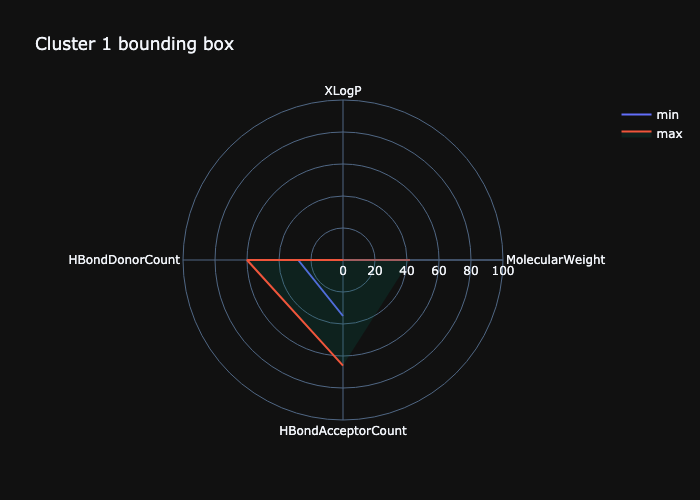 Cluster 1 bounding box
XLogP
min
max
HBondDonorCount
MolecularWeight
0 20 40 60 80 100
HBondAcceptorCount